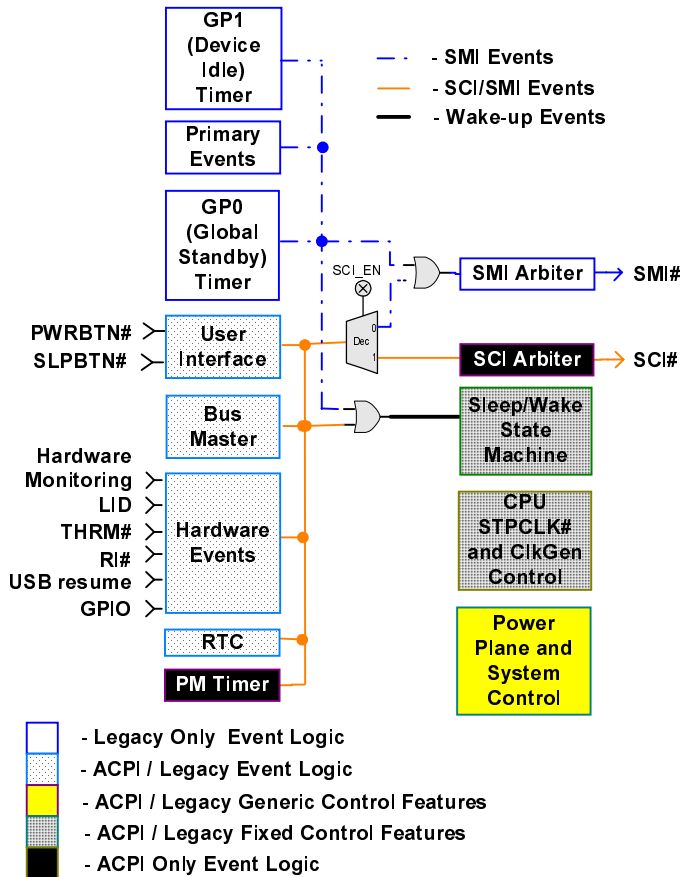 GP1
(Device
Idle)
Timer
- SMI Events
- SCI/SMI Events
- Wake-up Events
Primary
Events
GP0
(Global
Standby)
Timer
SCI_EN
SMI Arbiter
SMI#
PWRBTN#
SLPBTN#
User
Interface
0
Dec
1
SCI Arbiter
SCI#
Bus
Master
Sleep/Wake
State
Machine
Hardware
Monitoring
LID
THRM#
RI#
USB resume
GPIO
Hardware
Events
CPU
STPCLK#
and ClkGen
Control
RTC
PM Timer
Power
Plane and
System
Control
- Legacy Only Event Logic
- ACPI / Legacy Event Logic
- ACPI / Legacy Generic Control Features
- ACPI / Legacy Fixed Control Features
- ACPI Only Event Logic